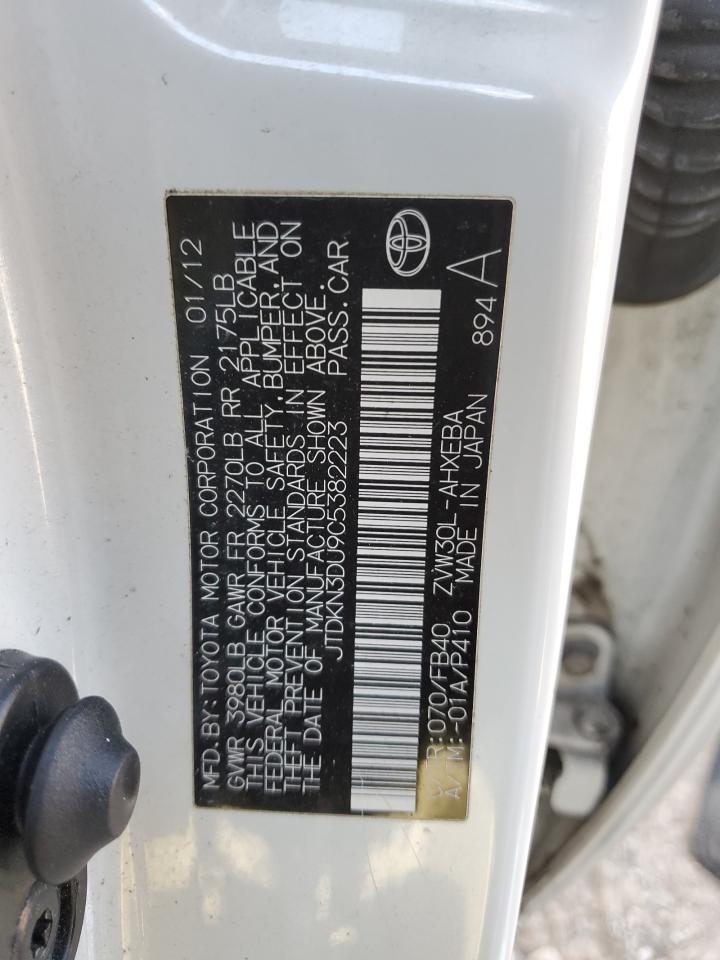 MFD. BY: TOYOTA MOTOR CORPORATION 01/12
GVWR 3980LB GAWR FR 2270LB RR 2175LB
THIS VEHICLE CONFORMS TO ALL APPLICABLE
FEDERAL MOTOR VEHICLE SAFETY, BUMPER, AND
THEFT PREVENTION STANDARDS IN EFFECT ON
THE DATE OF MANUFACTURE SHOWN ABOVE.
JTDKN3DU9C5382223 PASS. CAR
C/TR: 070/FB40 ZVW30L-AHXEBA
A/TM: -01A/P410 MADE IN JAPAN 894 A